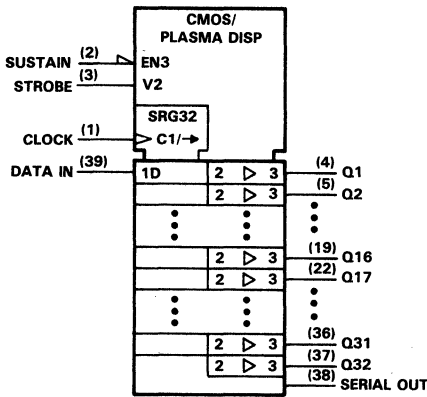 CMOS/
PLASMA DISP
SUSTAIN (2) EN3
STROBE (3) V2
SRG32
CLOCK (1) C1/→
DATA IN (39) 1D 2 ▷ 3 (4) Q1
2 ▷ 3 (5) Q2
2 ▷ 3 (19) Q16
2 ▷ 3 (22) Q17
2 ▷ 3 (36) Q31
2 ▷ 3 (37) Q32
(38) SERIAL OUT